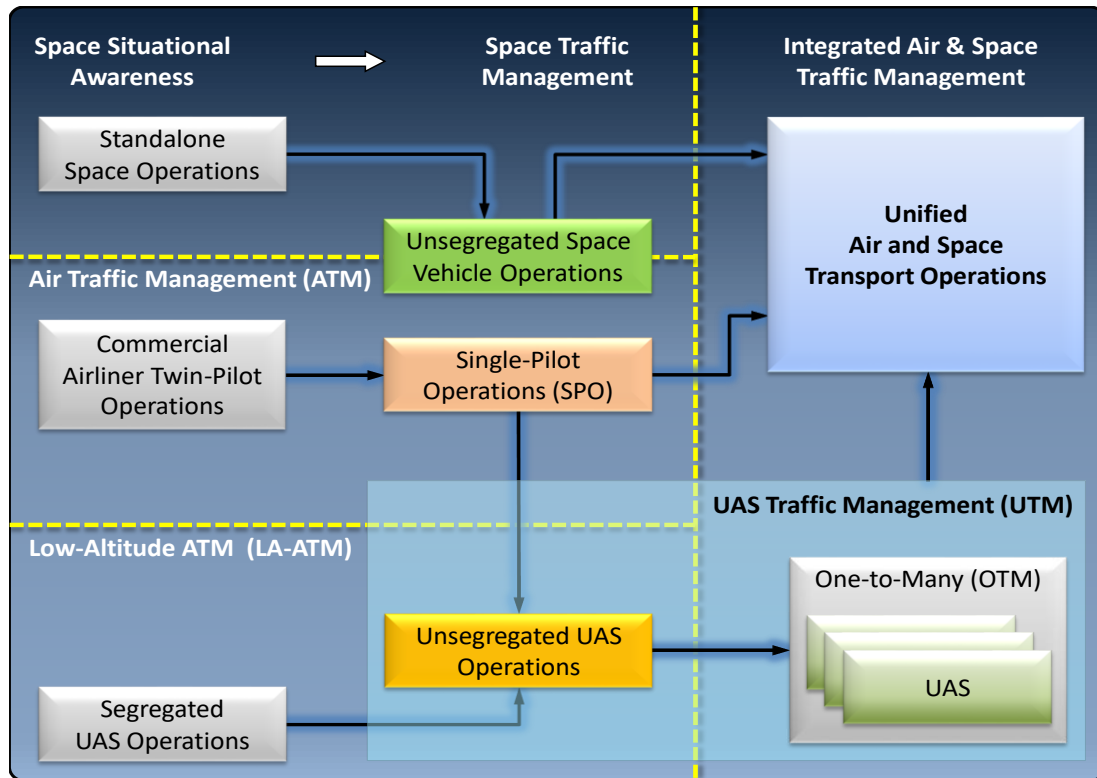 Space Situational
Awareness
Space Traffic
Management
Integrated Air & Space
Traffic Management
Standalone
Space Operations
Unsegregated Space
Vehicle Operations
Unified
Air and Space
Transport Operations
Air Traffic Management (ATM)
Commercial
Airliner Twin-Pilot
Operations
Single-Pilot
Operations (SPO)
UAS Traffic Management (UTM)
Low-Altitude ATM (LA-ATM)
One-to-Many (OTM)
Unsegregated UAS
Operations
UAS
Segregated
UAS Operations